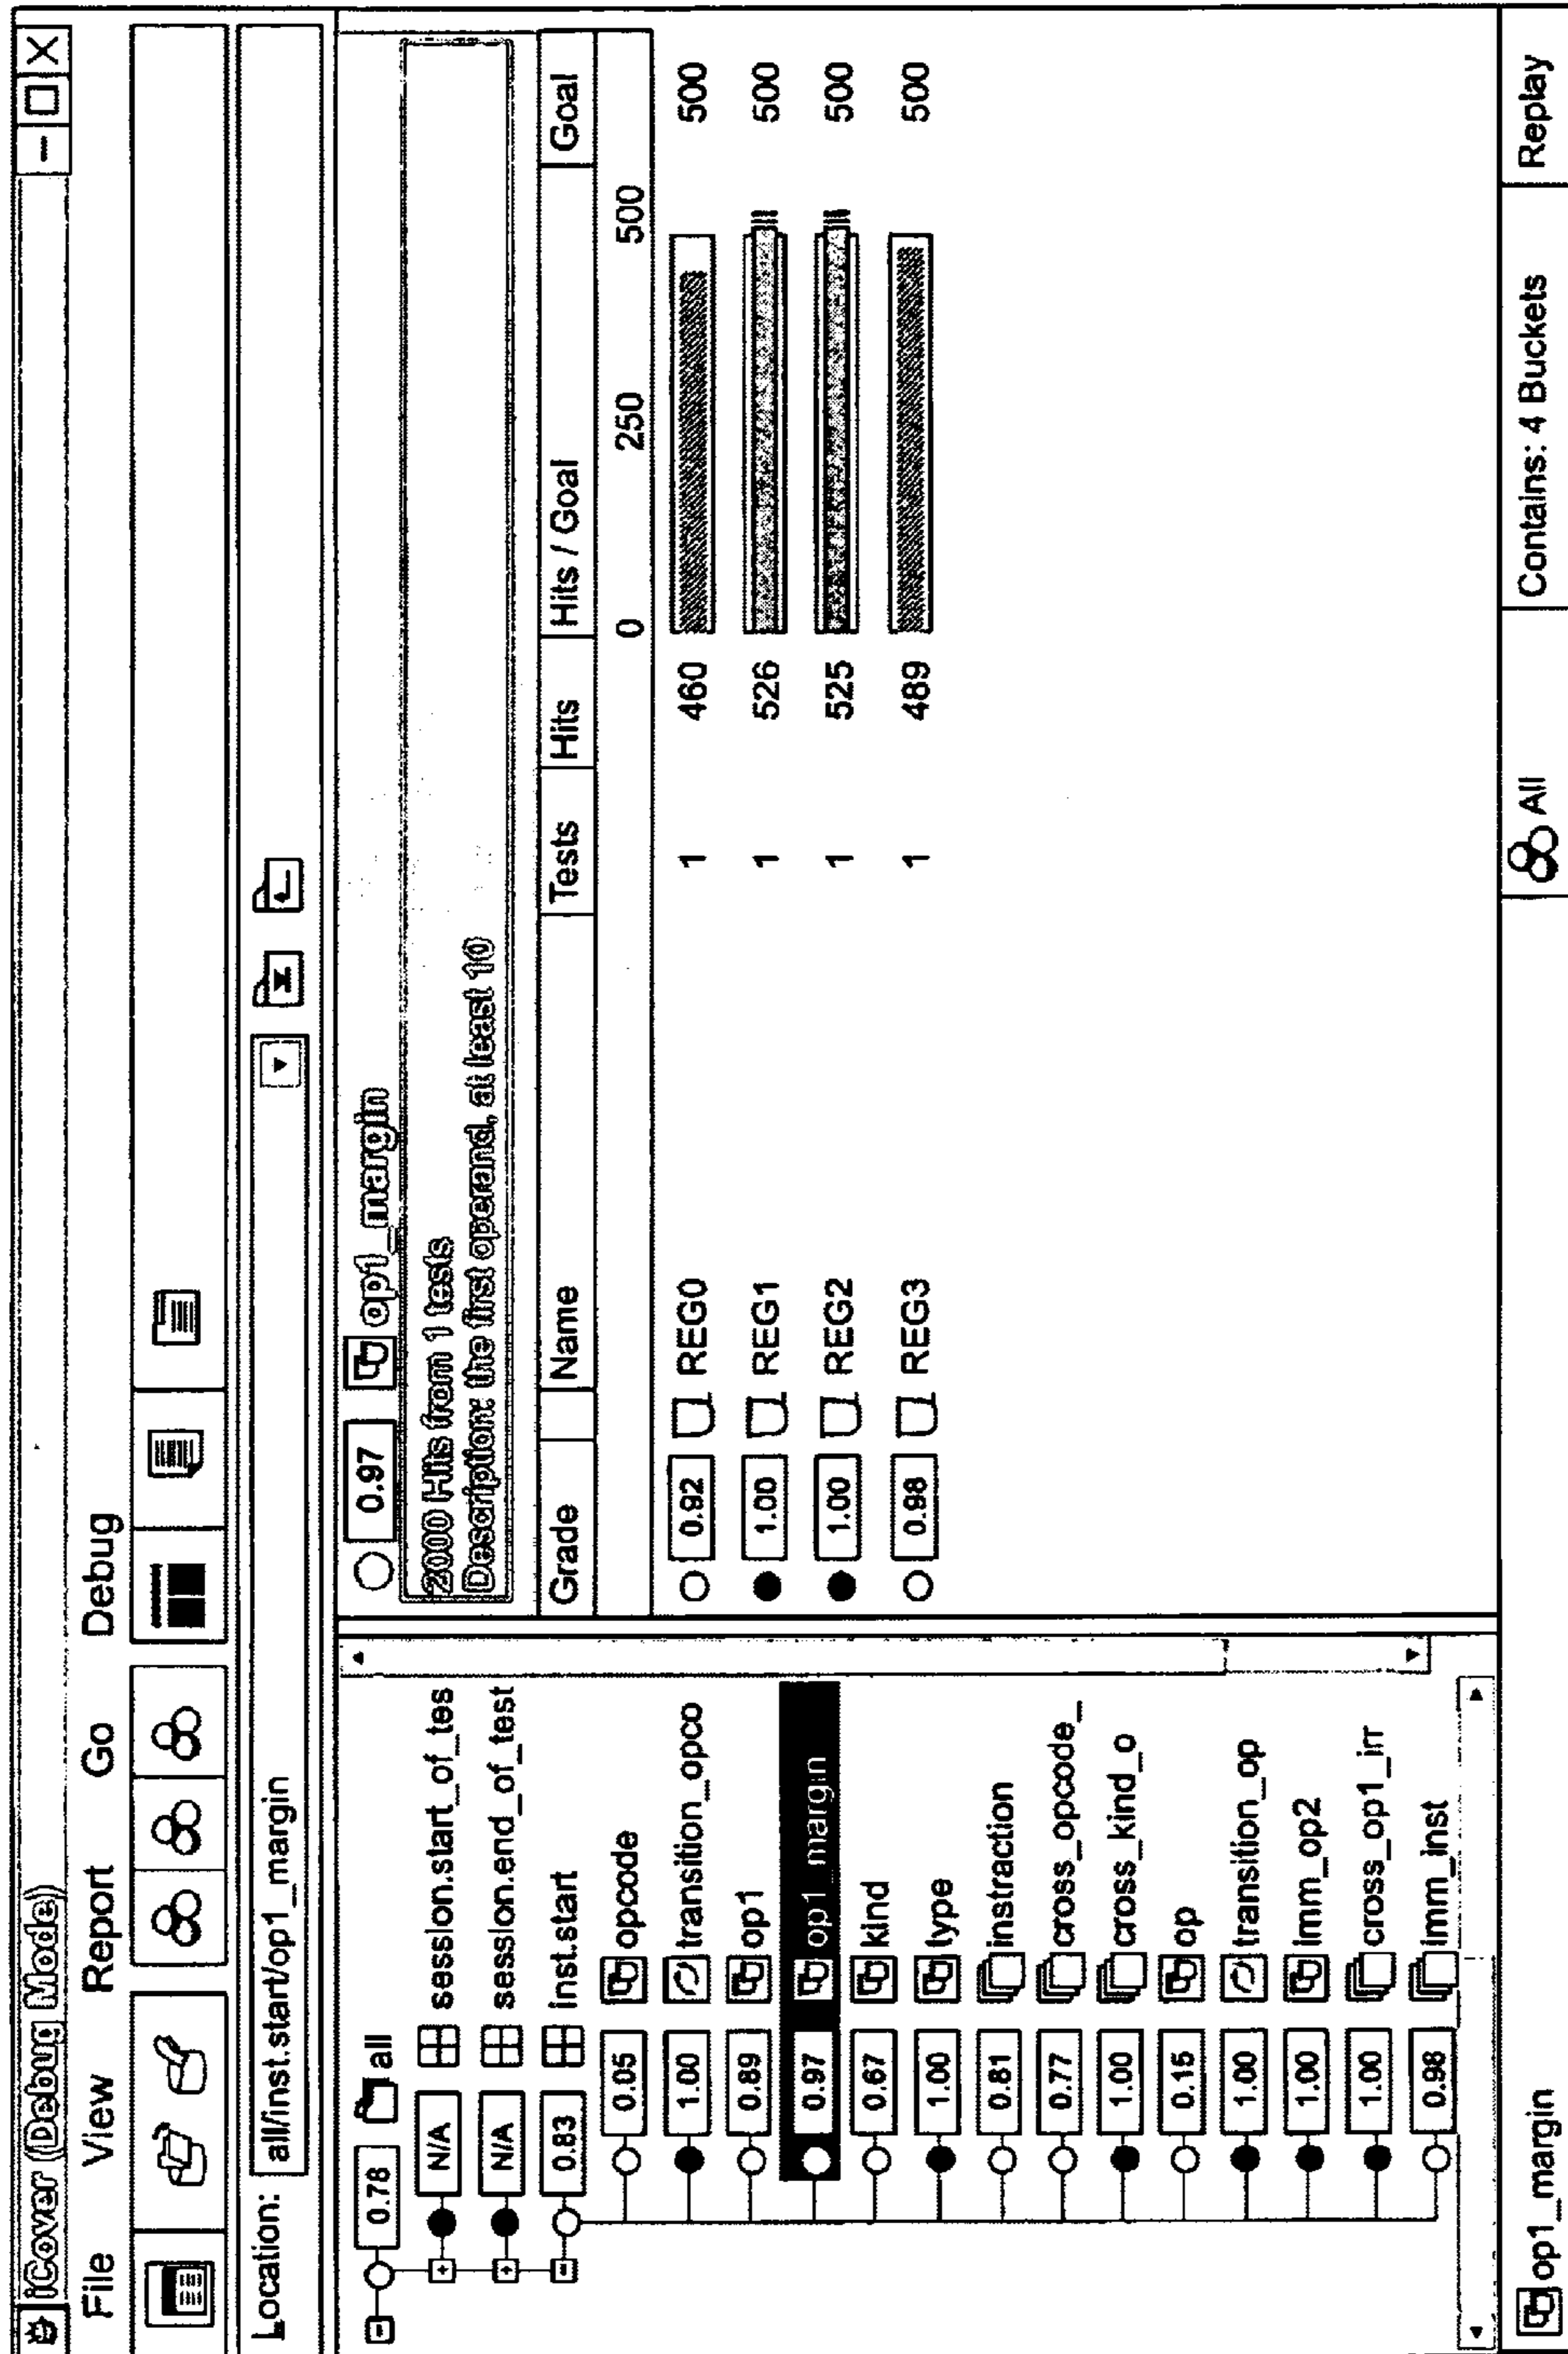 iCover (Debug Mode)
File View Report Go Debug
Location: all/inst.start/op1_margin
0.78 all
N/A session.start_of_tes
N/A session.end_of_test
0.83 inst.start
0.05 opcode
1.00 transition_opco
0.89 op1
0.97 op1_margin
0.67 kind
1.00 type
0.81 instraction
0.77 cross_opcode_
1.00 cross_kind_o
0.15 op
1.00 transition_op
1.00 imm_op2
1.00 cross_op1_irr
0.98 imm_inst
0.97 op1_margin
2000 Hits from 1 tests
Description: the first operand, at least 10
Grade Name Tests Hits Hits / Goal Goal
0 250 500
0.92 REG0 1 460 500
1.00 REG1 1 526 500
1.00 REG2 1 525 500
0.98 REG3 1 489 500
op1_margin All Contains: 4 Buckets Replay